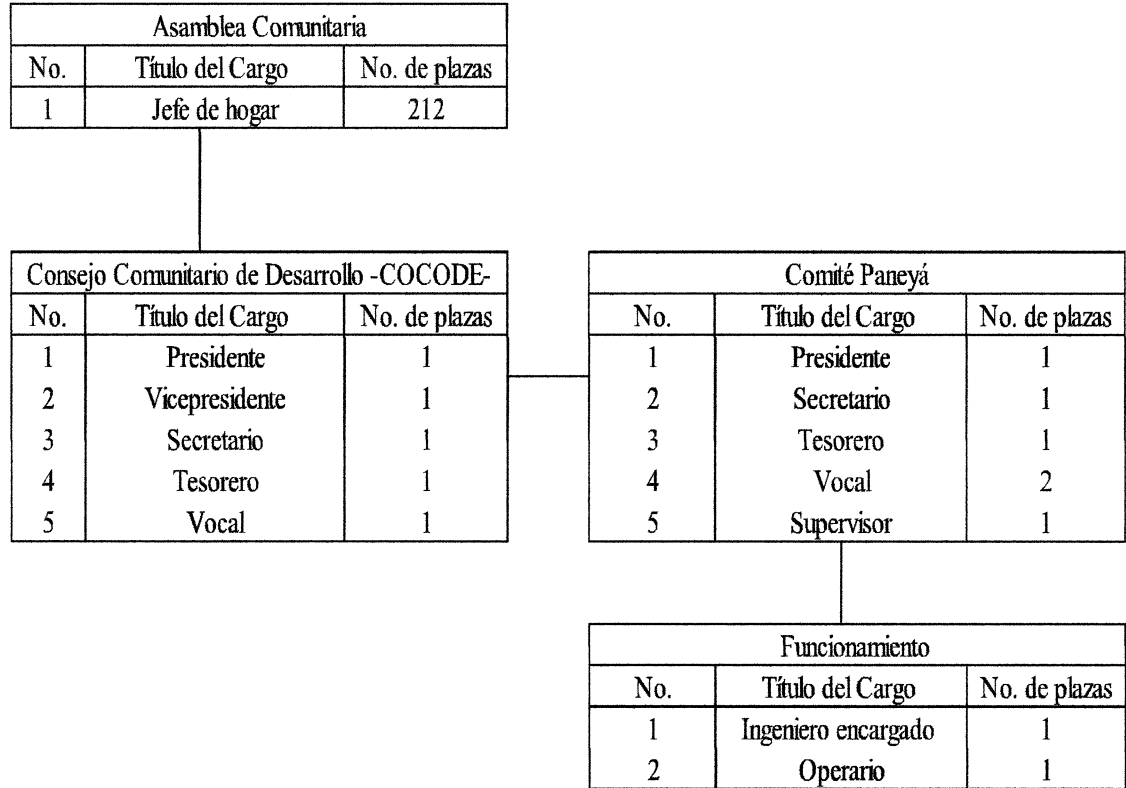 Asamblea Comunitaria
No. Título del Cargo No. de plazas
1 Jefe de hogar 212
Consejo Comunitario de Desarrollo -COCODE-
No. Título del Cargo No. de plazas
1 Presidente 1
2 Vicepresidente 1
3 Secretario 1
4 Tesorero 1
5 Vocal 1
Comité Paneyá
No. Título del Cargo No. de plazas
1 Presidente 1
2 Secretario 1
3 Tesorero 1
4 Vocal 2
5 Supervisor 1
Funcionamiento
No. Título del Cargo No. de plazas
1 Ingeniero encargado 1
2 Operario 1